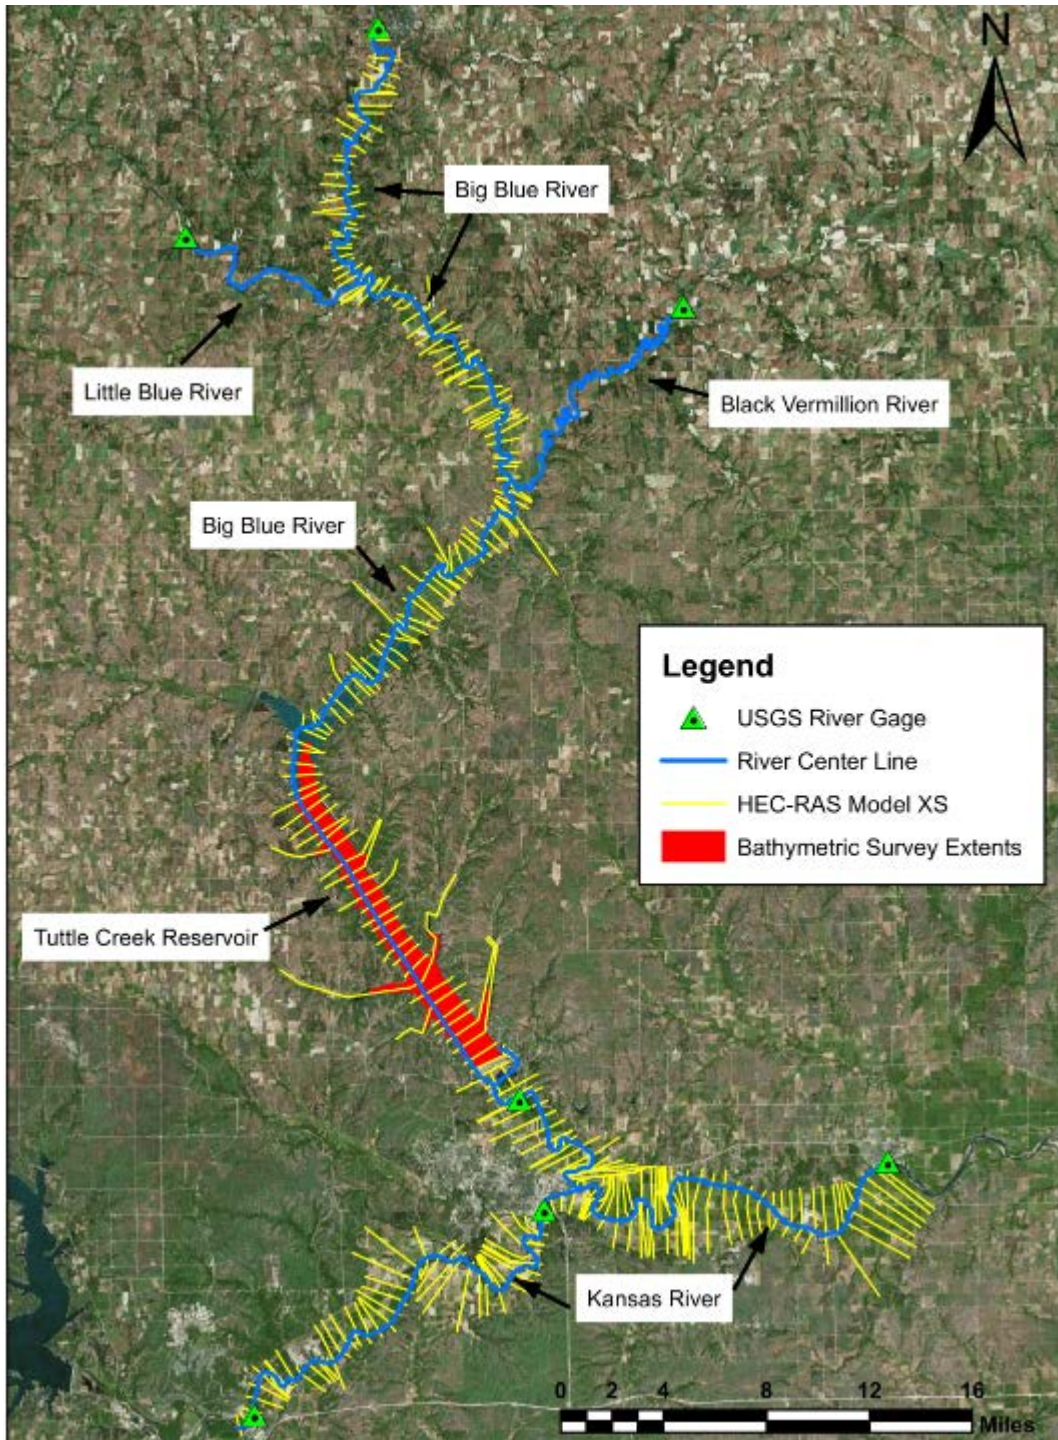 N
Big Blue River
Little Blue River
Black Vermillion River
Big Blue River
Legend
USGS River Gage
River Center Line
HEC-RAS Model XS
Bathymetric Survey Extents
Tuttle Creek Reservoir
Kansas River
0 2 4 8 12 16
Miles